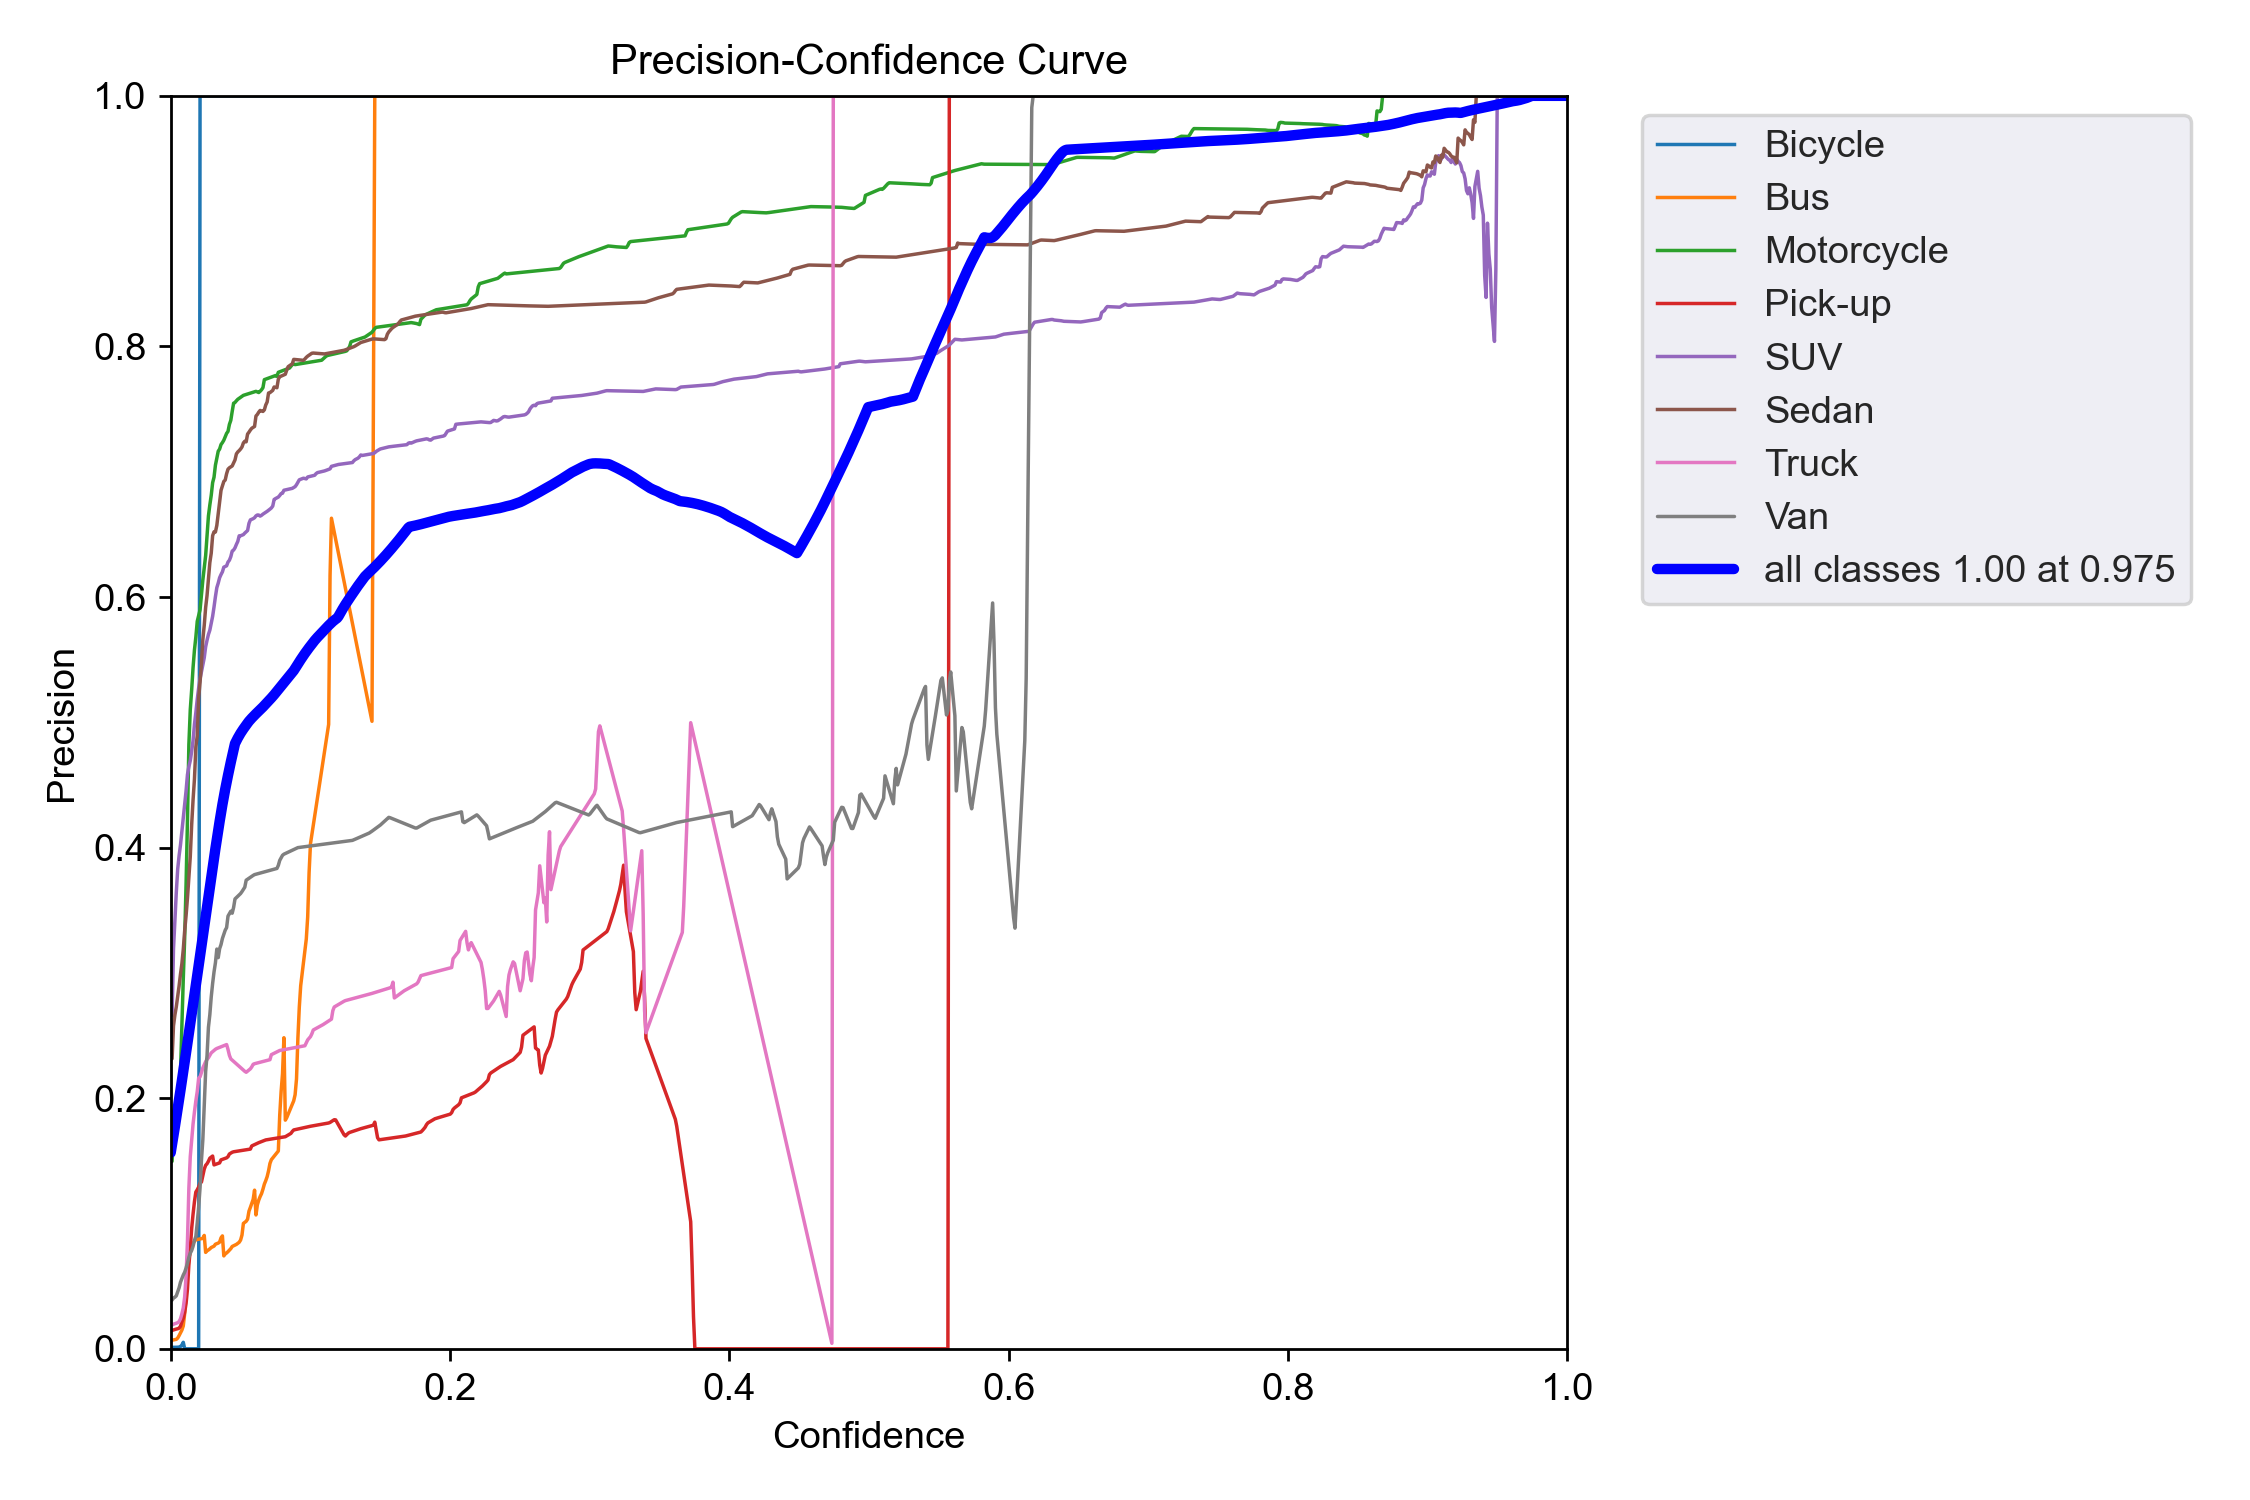 Precision-Confidence Curve
1.0
0.8
0.6
0.4
0.2
0.0
Precision
0.0 0.2 0.4 0.6 0.8 1.0
Confidence
Bicycle
Bus
Motorcycle
Pick-up
SUV
Sedan
Truck
Van
all classes 1.00 at 0.975